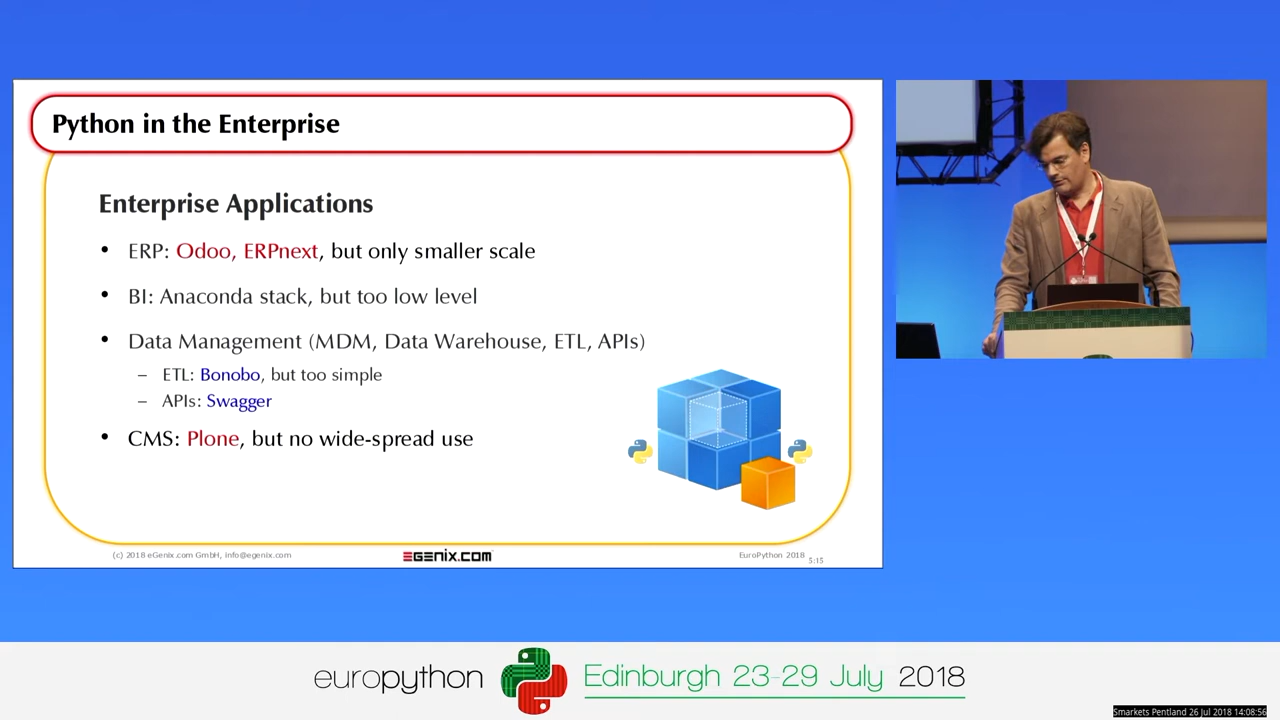 Python in the Enterprise
Enterprise Applications
• ERP: Odoo, ERPnext, but only smaller scale
• BI: Anaconda stack, but too low level
• Data Management (MDM, Data Warehouse, ETL, APIs)
– ETL: Bonobo, but too simple
– APIs: Swagger
• CMS: Plone, but no wide-spread use
(c) 2018 eGenix.com GmbH, info@egenix.com
EGENIX.COM
EuroPython 2018
5:15
europython
Edinburgh 23-29 July 2018
Smarkets Pentland 26 Jul 2018 14:08:56